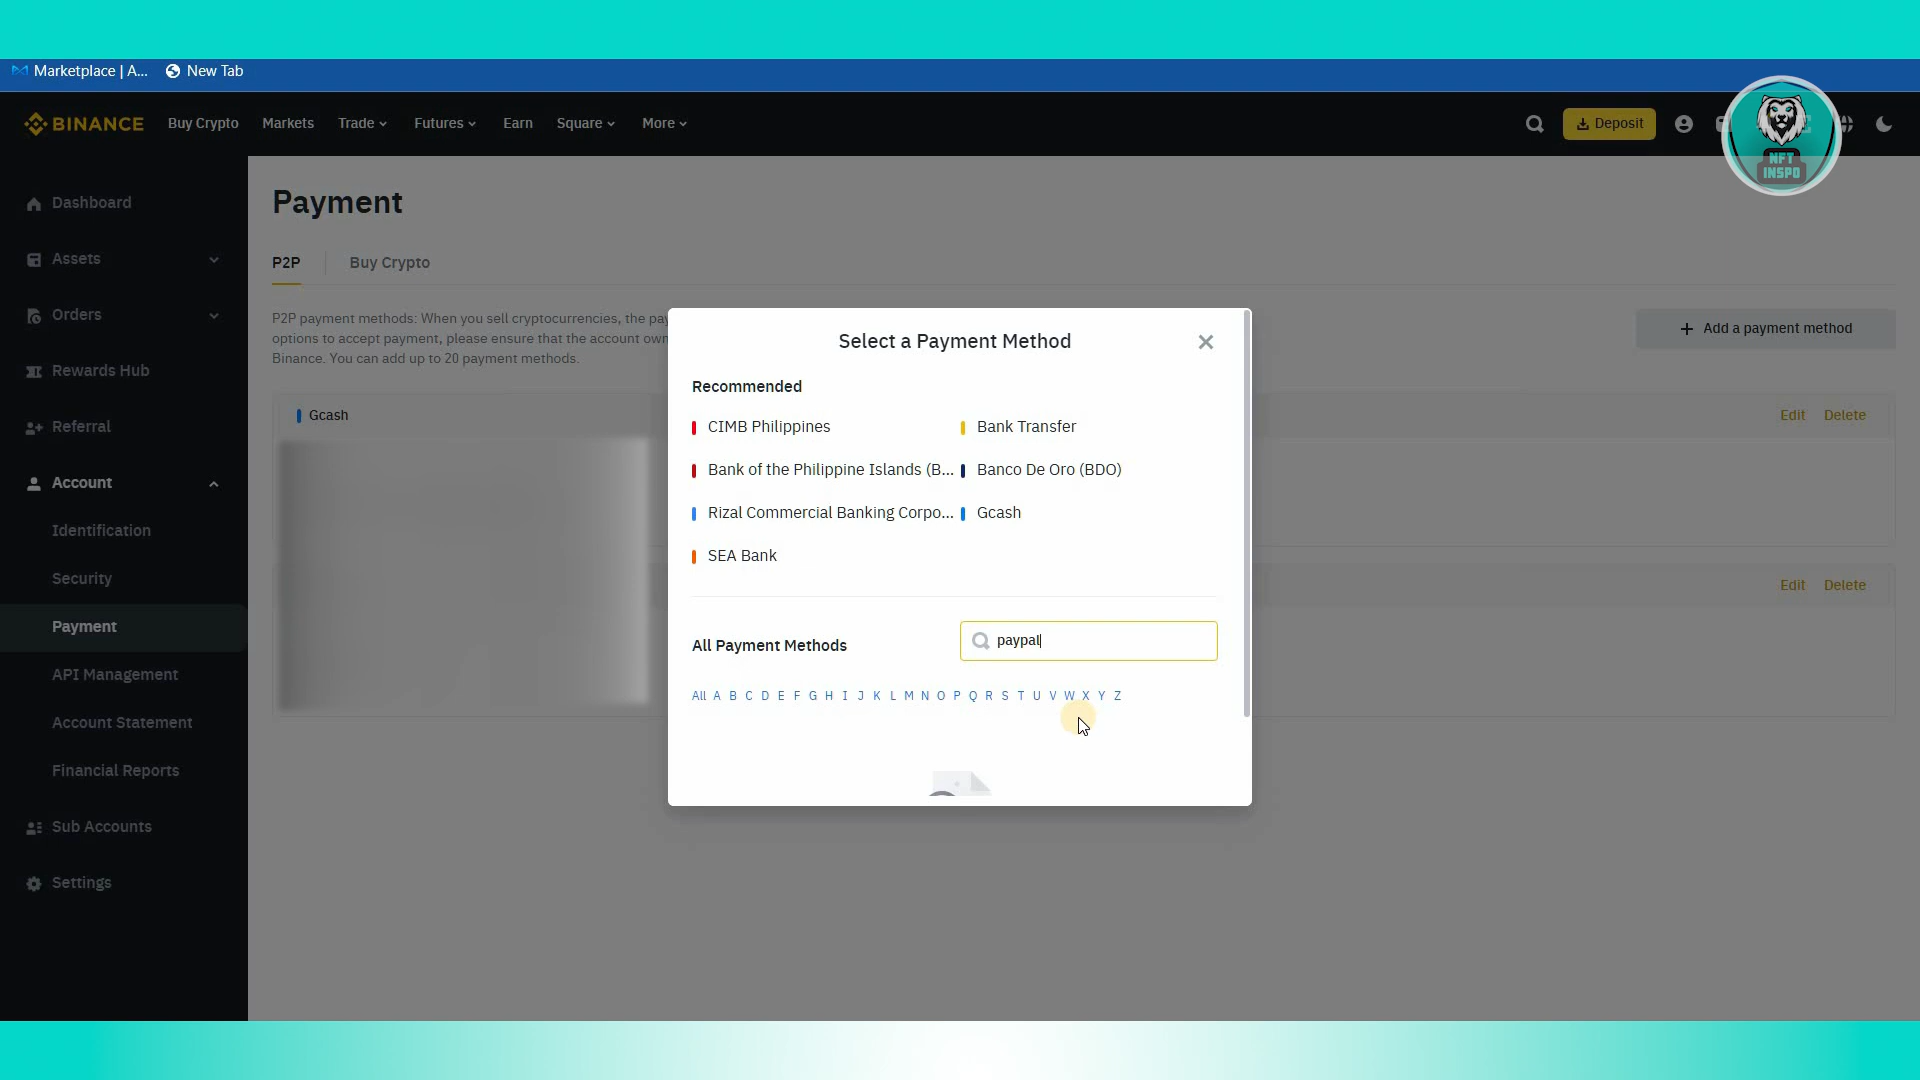 Marketplace | A... New Tab
BINANCE Buy Crypto Markets Trade Futures Earn Square More Deposit
NFT
INSPO
Dashboard
Assets
Orders
Rewards Hub
Referral
Account
Identification
Security
Payment
API Management
Account Statement
Financial Reports
Sub Accounts
Settings
Payment
P2P Buy Crypto
P2P payment methods: When you sell cryptocurrencies, the pay
options to accept payment, please ensure that the account own
Binance. You can add up to 20 payment methods.
+ Add a payment method
Gcash
Edit Delete
Edit Delete
Select a Payment Method
Recommended
CIMB Philippines Bank Transfer
Bank of the Philippine Islands (B... Banco De Oro (BDO)
Rizal Commercial Banking Corpo... Gcash
SEA Bank
All Payment Methods paypal
All A B C D E F G H I J K L M N O P Q R S T U V W X Y Z